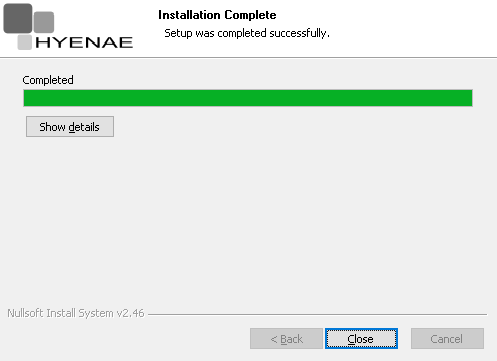 HYENAE
Installation Complete
Setup was completed successfully.
Completed
Show details
Nullsoft Install System v2.46
< Back
Close
Cancel